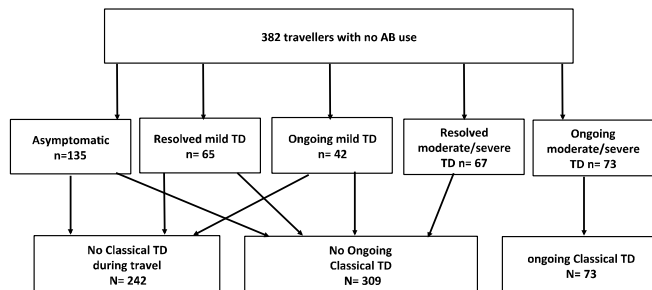 382 travellers with no AB use
Asymptomatic
n=135
Resolved mild TD
n= 65
Ongoing mild TD
n= 42
Resolved
moderate/severe
TD n= 67
Ongoing
moderate/severe
TD n= 73
No Classical TD
during travel
N= 242
No Ongoing
Classical TD
N= 309
ongoing Classical TD
N= 73